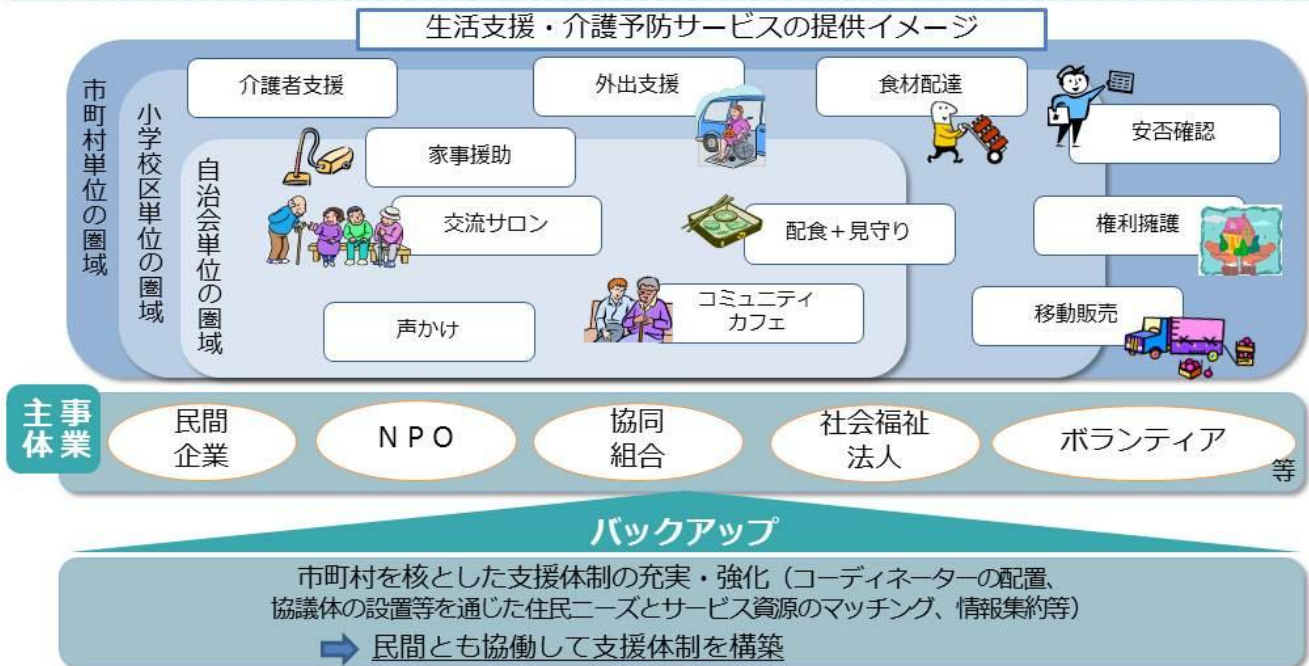 生活支援・介護予防サービスの提供イメージ
市町村単位の圏域
小学校区単位の圏域
自治会単位の圏域
介護者支援
外出支援
食材配達
安否確認
家事援助
交流サロン
配食+見守り
権利擁護
声かけ
コミュニティ
カフェ
移動販売
事業
主体
民間
企業
NPO
協同
組合
社会福祉
法人
ボランティア
等
バックアップ
市町村を核とした支援体制の充実・強化（コーディネーターの配置、
協議体の設置等を通じた住民ニーズとサービス資源のマッチング、情報集約等）
民間とも協働して支援体制を構築